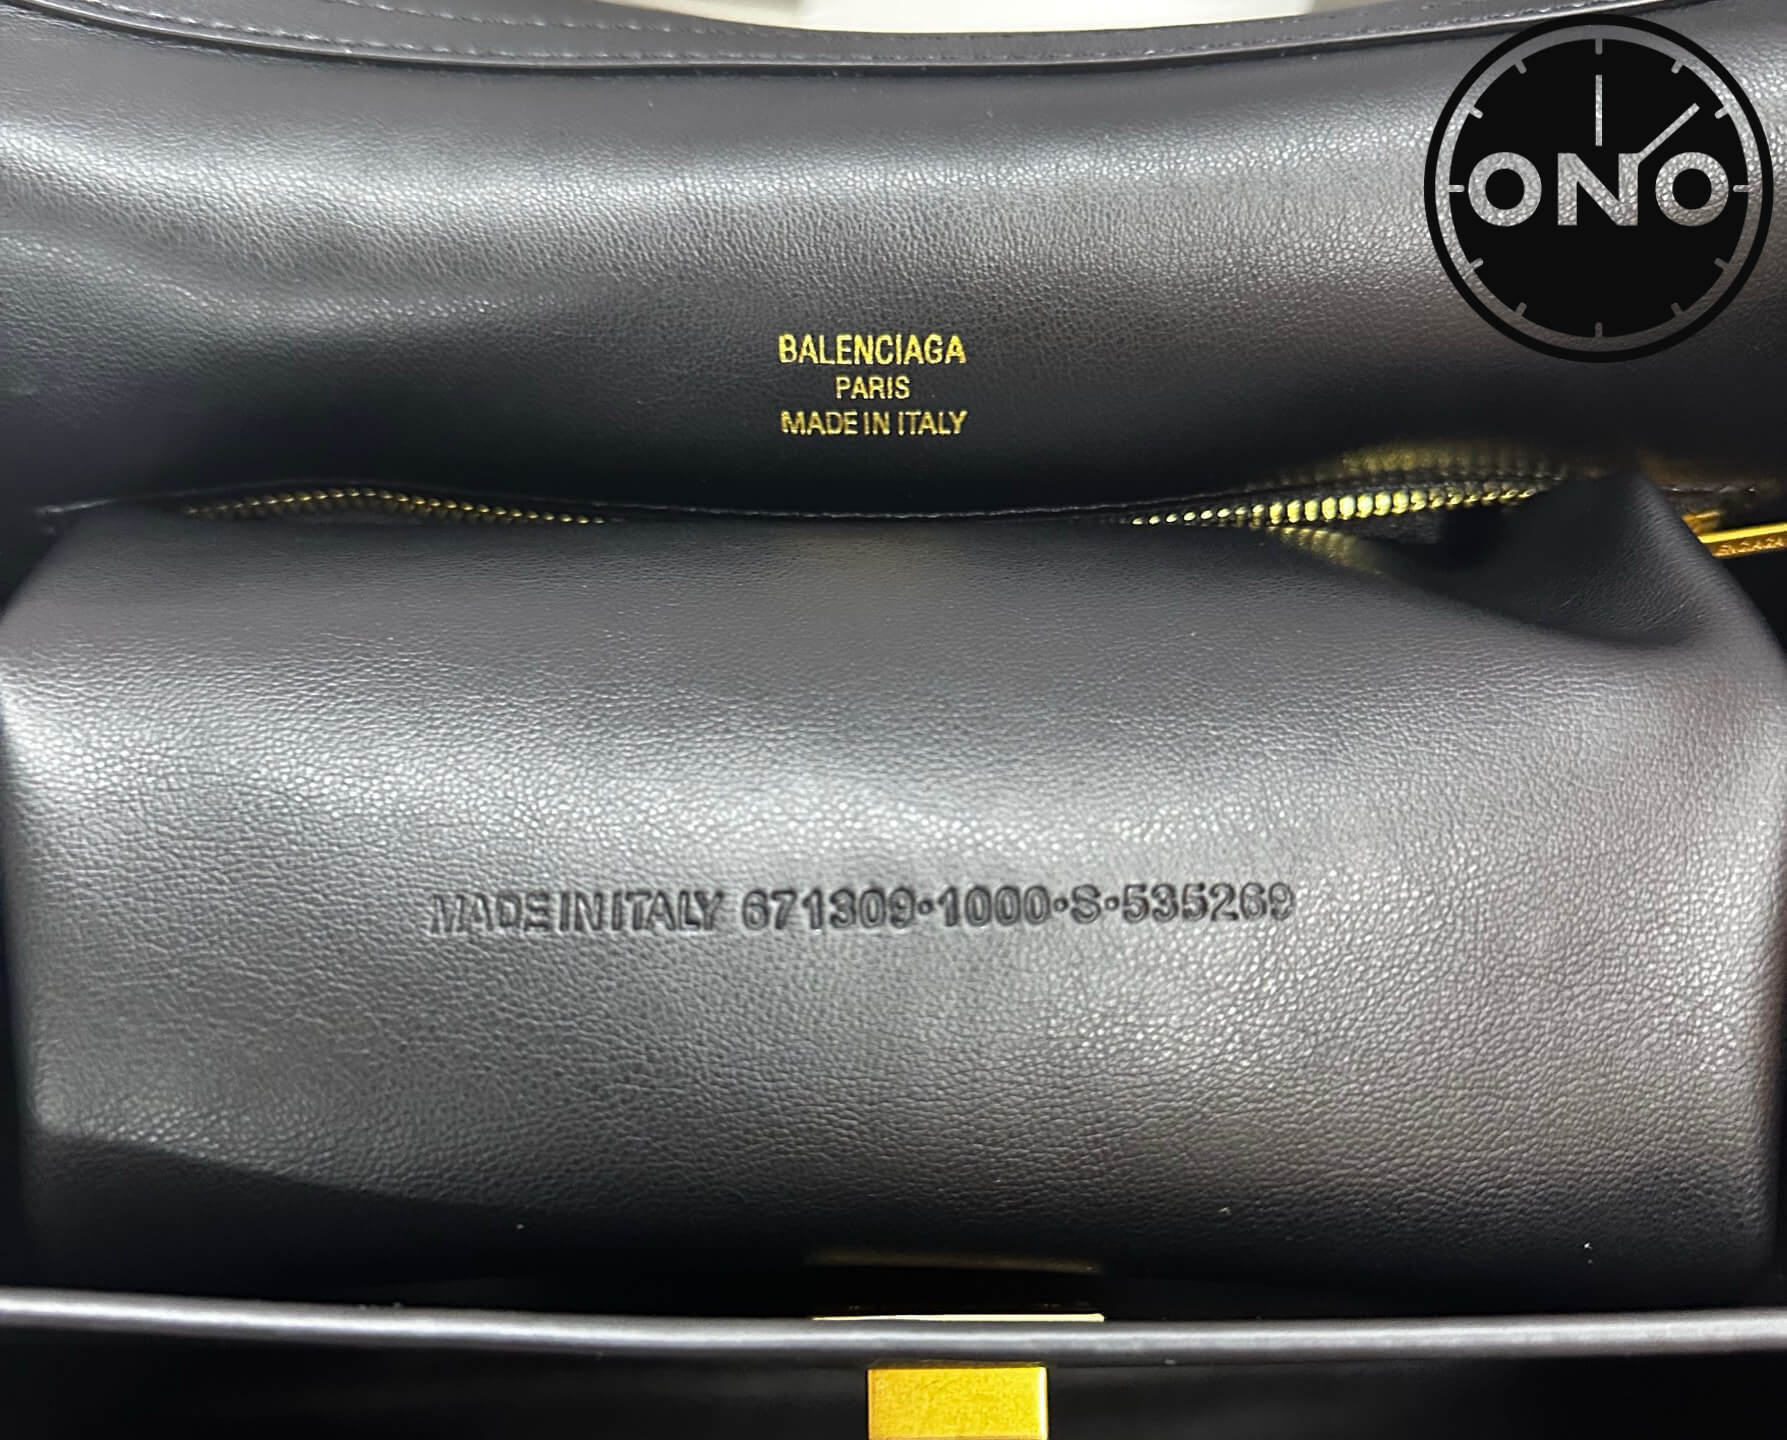 ONO
BALENCIAGA
PARIS
MADE IN ITALY
MADE IN ITALY 671309•1000•S•535269